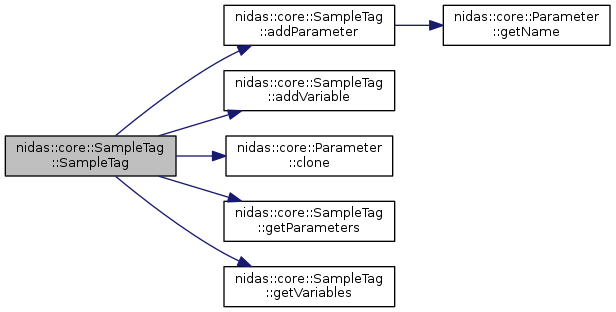 nidas::core::SampleTag
::SampleTag
nidas::core::SampleTag
::addParameter
nidas::core::Parameter
::getName
nidas::core::SampleTag
::addVariable
nidas::core::Parameter
::clone
nidas::core::SampleTag
::getParameters
nidas::core::SampleTag
::getVariables